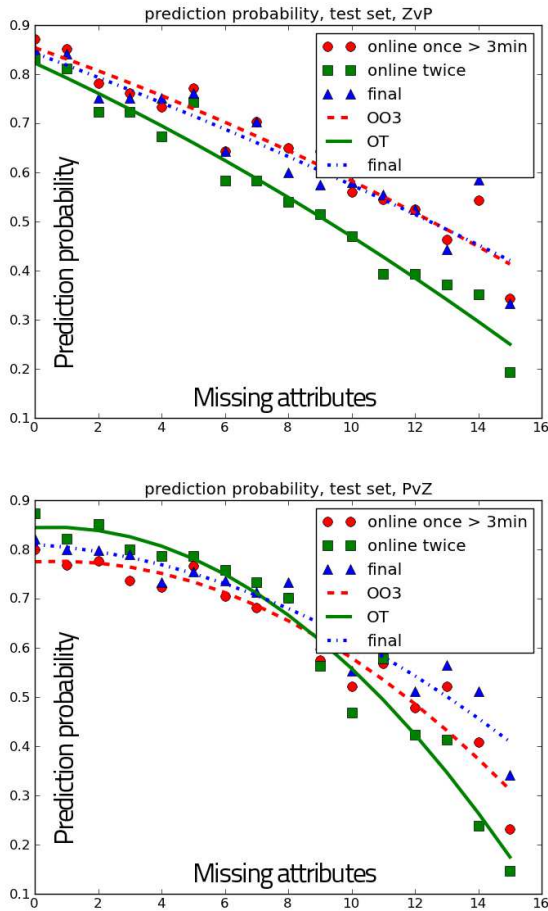 prediction probability, test set, ZvP
0.9
0.8
0.7
0.6
0.5
0.4
0.3
0.2
0.1
Prediction probability
online once > 3min
online twice
final
OO3
OT
final
Missing attributes
0 2 4 6 8 10 12 14 16
prediction probability, test set, PvZ
0.9
0.8
0.7
0.6
0.5
0.4
0.3
0.2
0.1
Prediction probability
online once > 3min
online twice
final
OO3
OT
final
Missing attributes
0 2 4 6 8 10 12 14 16